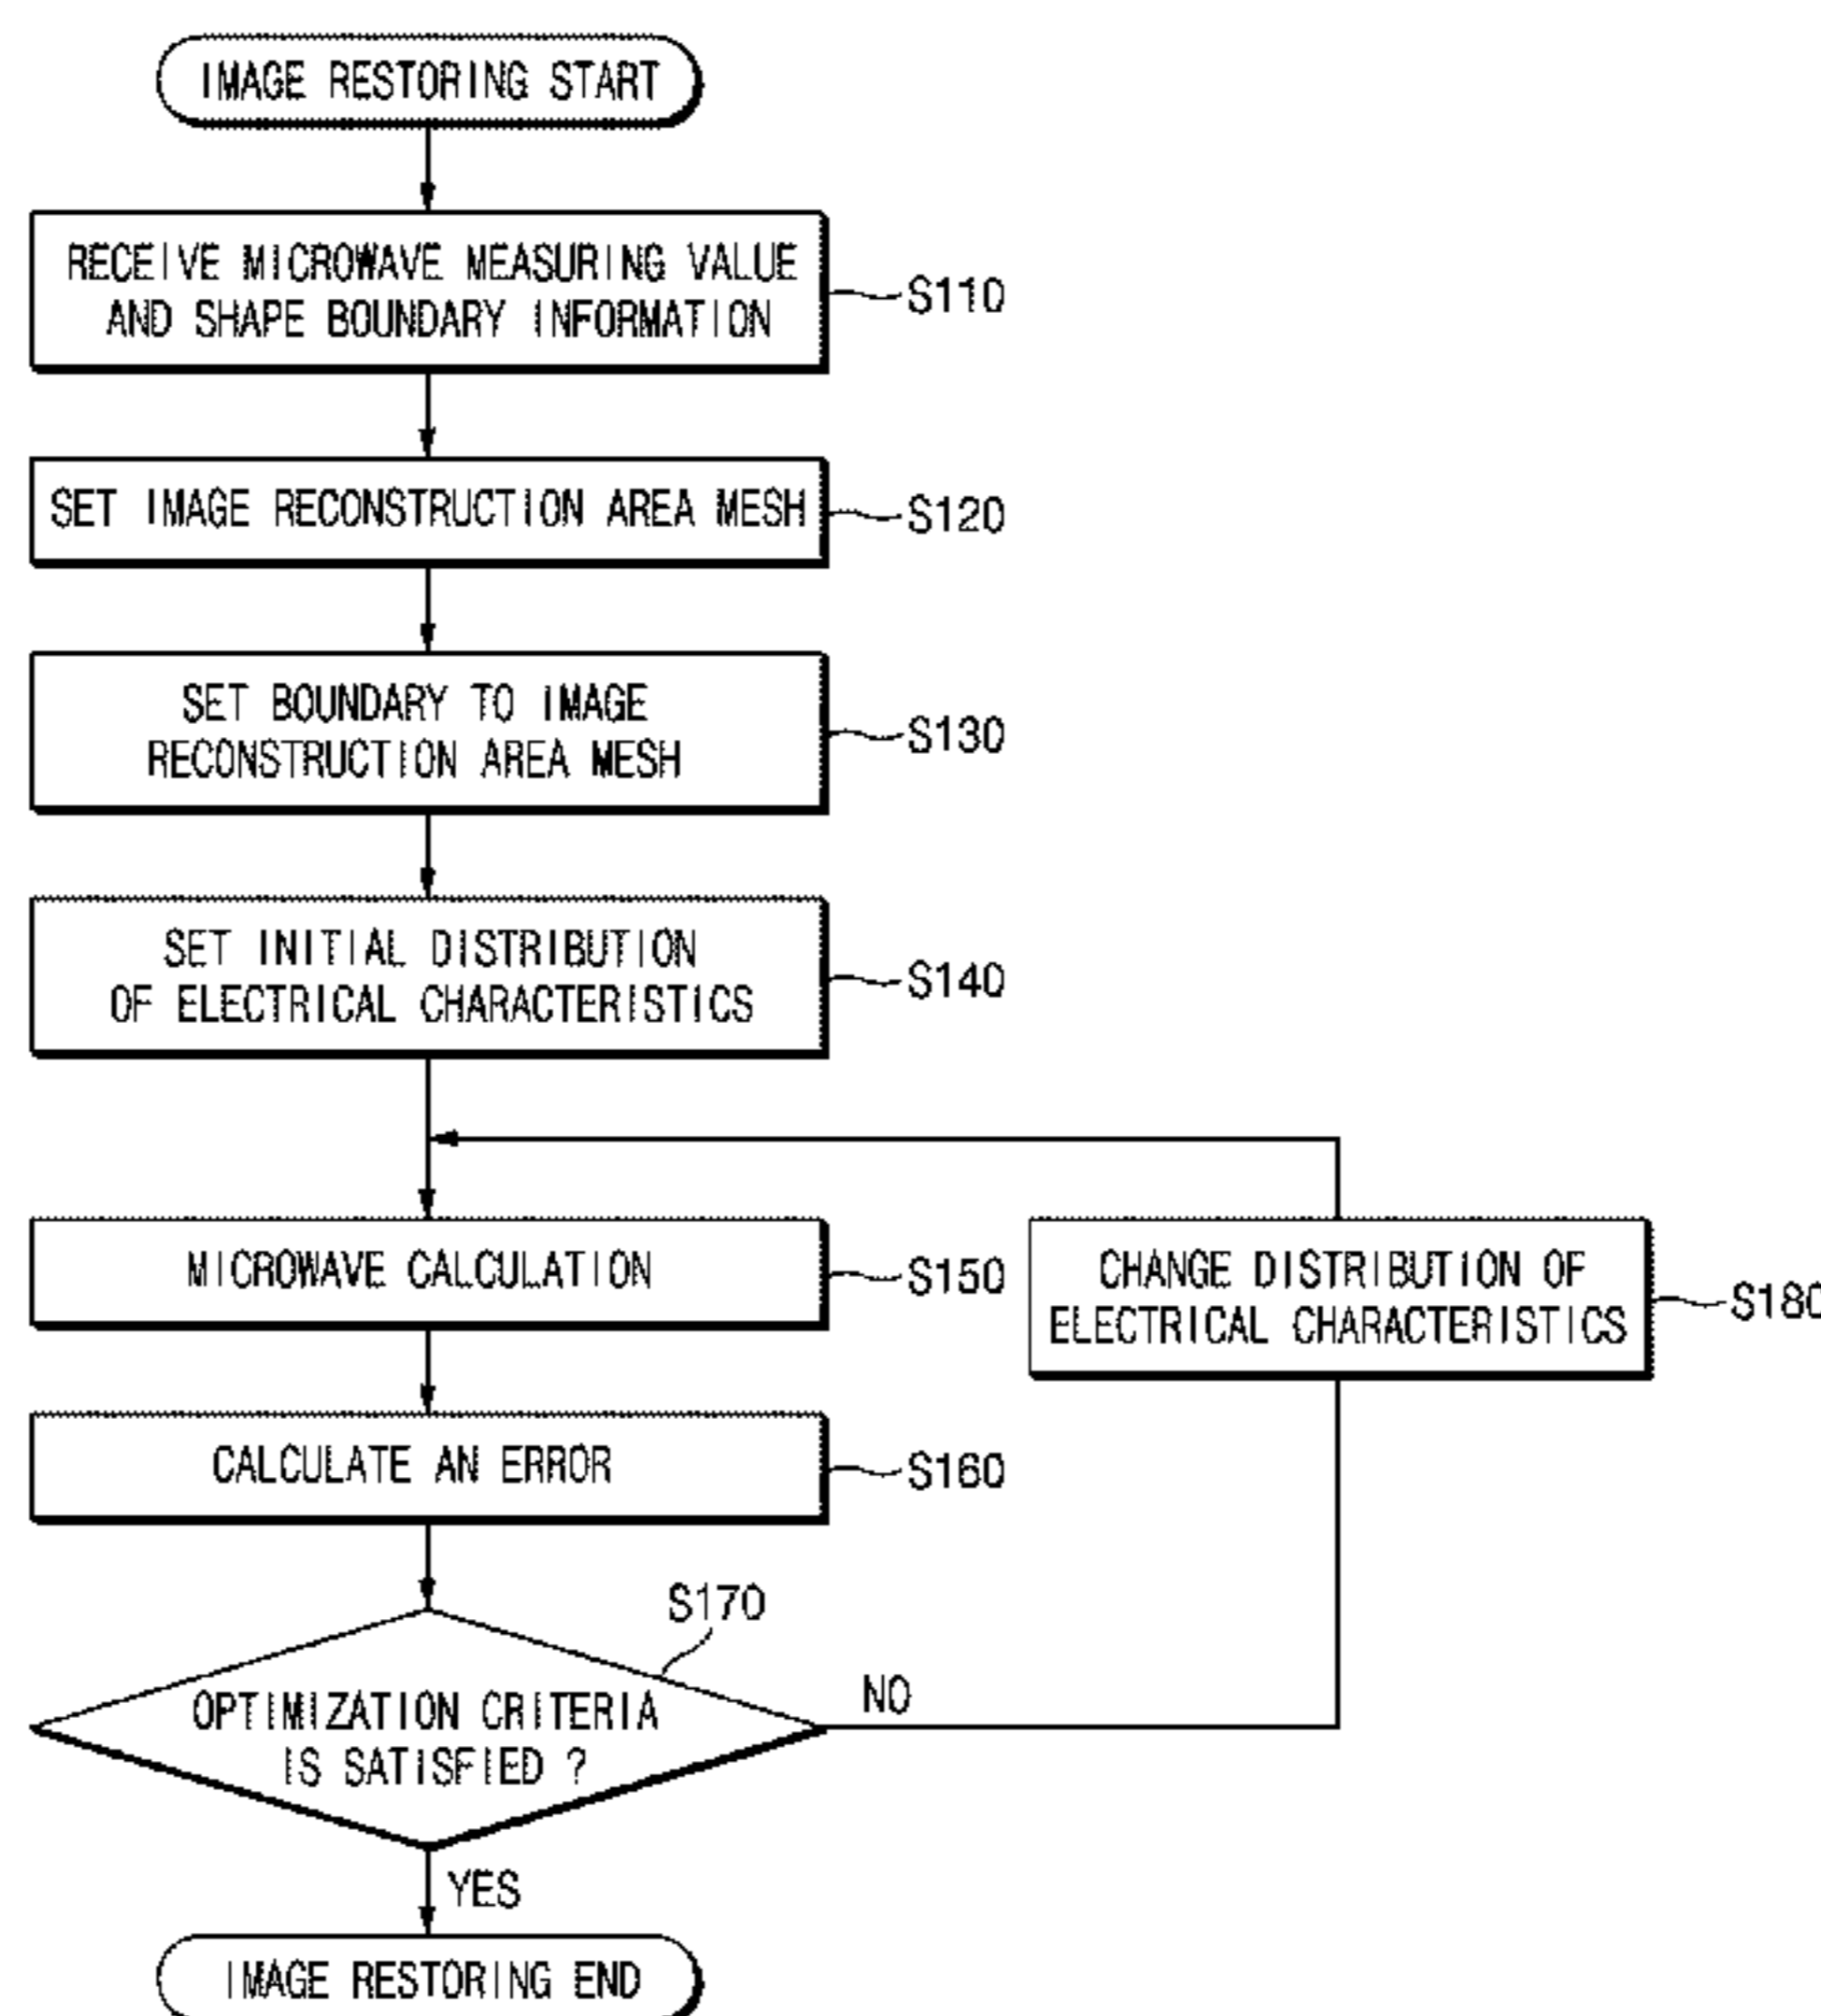 IMAGE RESTORING START
RECEIVE MICROWAVE MEASURING VALUE
AND SHAPE BOUNDARY INFORMATION
S110
SET IMAGE RECONSTRUCTION AREA MESH
S120
SET BOUNDARY TO IMAGE
RECONSTRUCTION AREA MESH
S130
SET INITIAL DISTRIBUTION
OF ELECTRICAL CHARACTERISTICS
S140
MICROWAVE CALCULATION
S150
CHANGE DISTRIBUTION OF
ELECTRICAL CHARACTERISTICS
S180
CALCULATE AN ERROR
S160
S170
OPTIMIZATION CRITERIA
IS SATISFIED ?
NO
YES
IMAGE RESTORING END